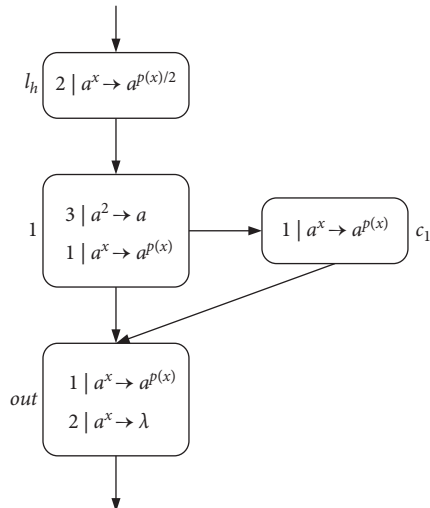 l_h
2 | a^x → a^{p(x)/2}
1
3 | a^2 → a
1 | a^x → a^{p(x)}
1 | a^x → a^{p(x)}
c_1
out
1 | a^x → a^{p(x)}
2 | a^x → λ